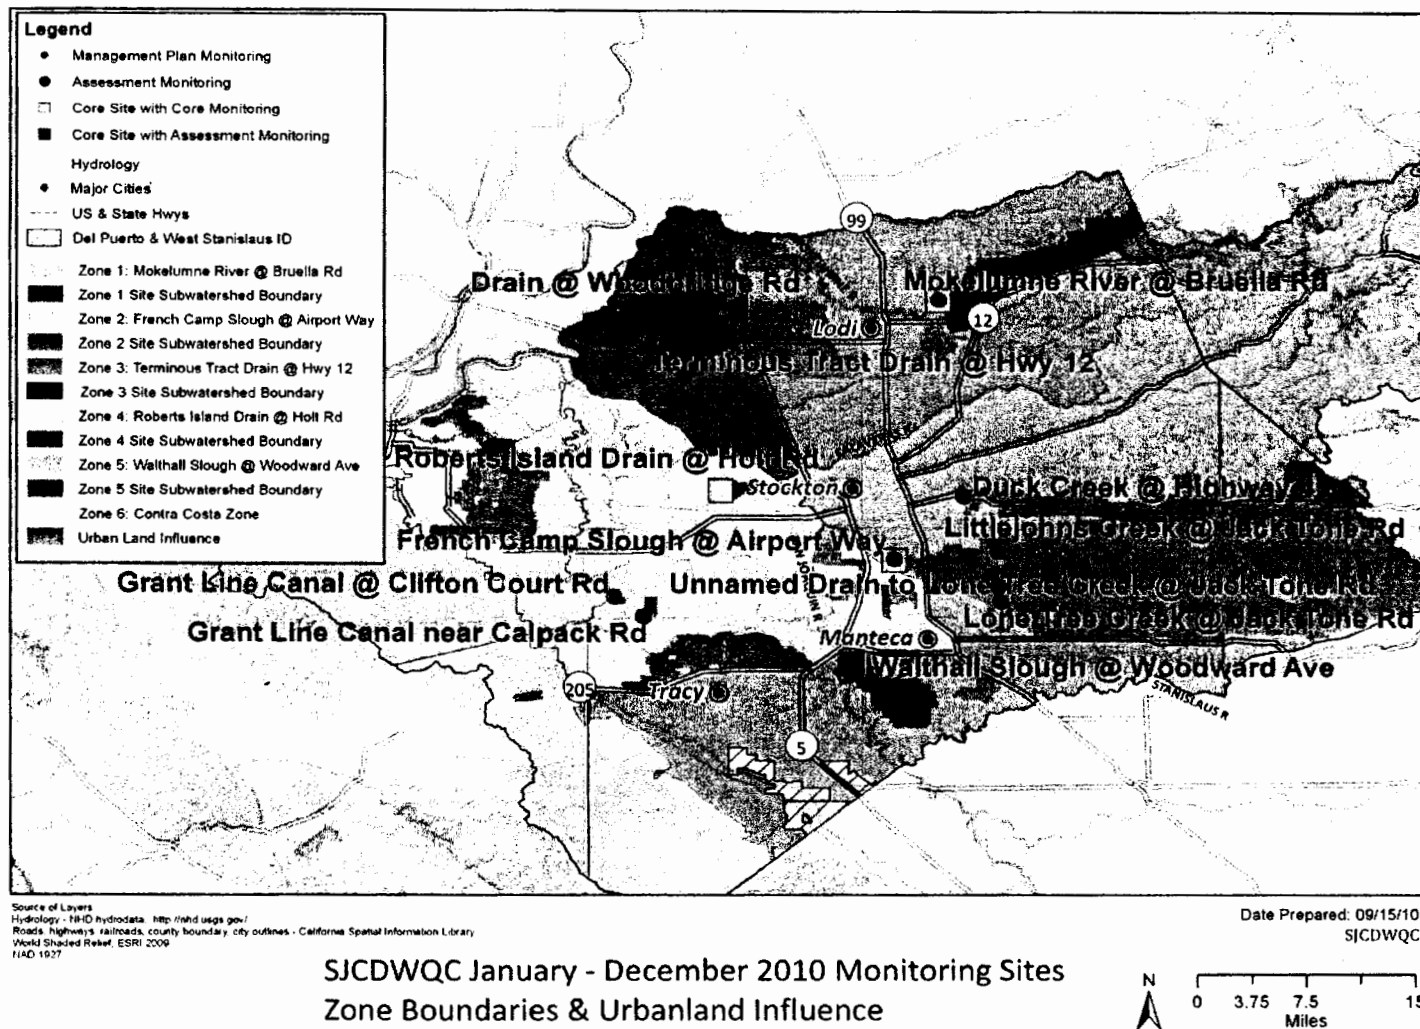 Legend
Management Plan Monitoring
Assessment Monitoring
Core Site with Core Monitoring
Core Site with Assessment Monitoring
Hydrology
Major Cities
US & State Hwys
Del Puerto & West Stanislaus ID
Zone 1: Mokelumne River @ Bruella Rd
Zone 1 Site Subwatershed Boundary
Zone 2: French Camp Slough @ Airport Way
Zone 2 Site Subwatershed Boundary
Zone 3: Terminous Tract Drain @ Hwy 12
Zone 3 Site Subwatershed Boundary
Zone 4: Roberts Island Drain @ Holt Rd
Zone 4 Site Subwatershed Boundary
Zone 5: Walthall Slough @ Woodward Ave
Zone 5 Site Subwatershed Boundary
Zone 6: Contra Costa Zone
Urban Land Influence
99
Drain @ Woodbridge Rd
Mokelumne River @ Bruella Rd
Lodi
12
Terminous Tract Drain @ Hwy 12
Roberts Island Drain @ Holt Rd
Stockton
Duck Creek @ Highway 4
Littlejohns Creek @ Jack Tone Rd
French Camp Slough @ Airport Way
Grant Line Canal @ Clifton Court Rd
Unnamed Drain to Lone Tree Creek @ Jack Tone Rd
Lone Tree Creek @ Jack Tone Rd
Grant Line Canal near Calpack Rd
Manteca
Walthall Slough @ Woodward Ave
205
Tracy
STANISLAUS R
5
Source of Layers
Hydrology - NHD hydrodata. http://nhd.usgs.gov/
Roads, highways, railroads, county boundary, city outlines - California Spatial Information Library
World Shaded Relief, ESRI 2009
NAD 1927
Date Prepared: 09/15/10
SJCDWQC
SJCDWQC January - December 2010 Monitoring Sites
Zone Boundaries & Urbanland Influence
N
0 3.75 7.5 15
Miles